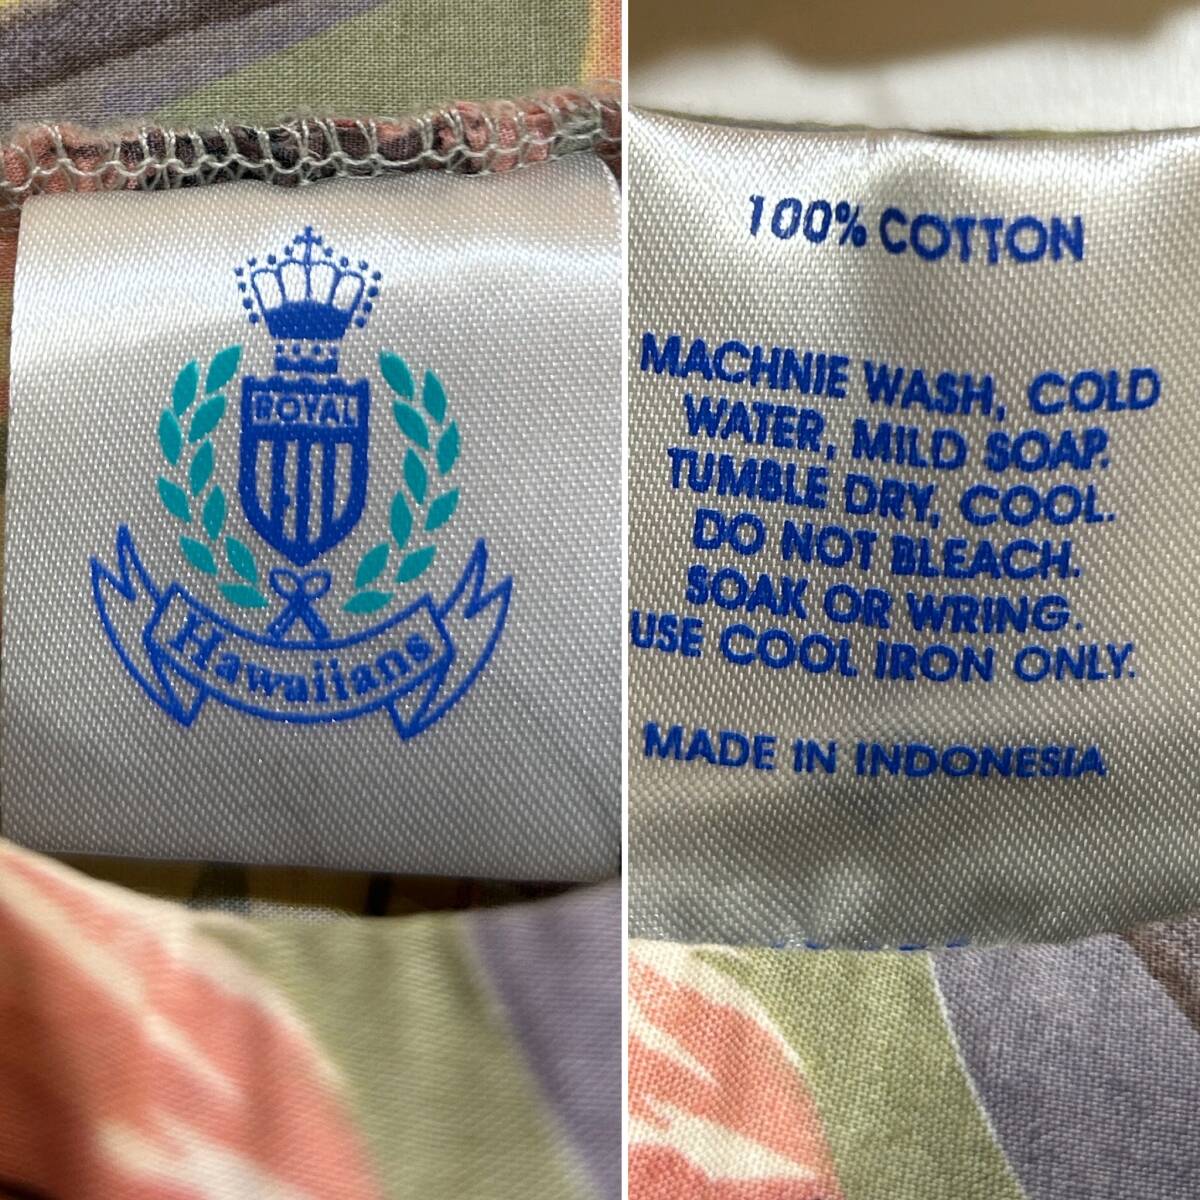 ROYAL
Hawaiians
100% COTTON
MACHNIE WASH, COLD
WATER, MILD SOAP.
TUMBLE DRY, COOL.
DO NOT BLEACH.
SOAK OR WRING.
USE COOL IRON ONLY.
MADE IN INDONESIA